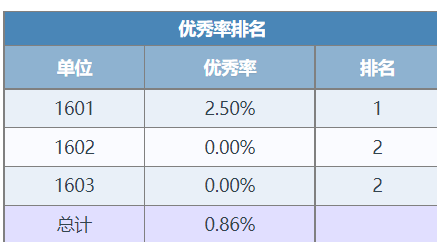 优秀率排名
单位 优秀率 排名
1601 2.50% 1
1602 0.00% 2
1603 0.00% 2
总计 0.86%